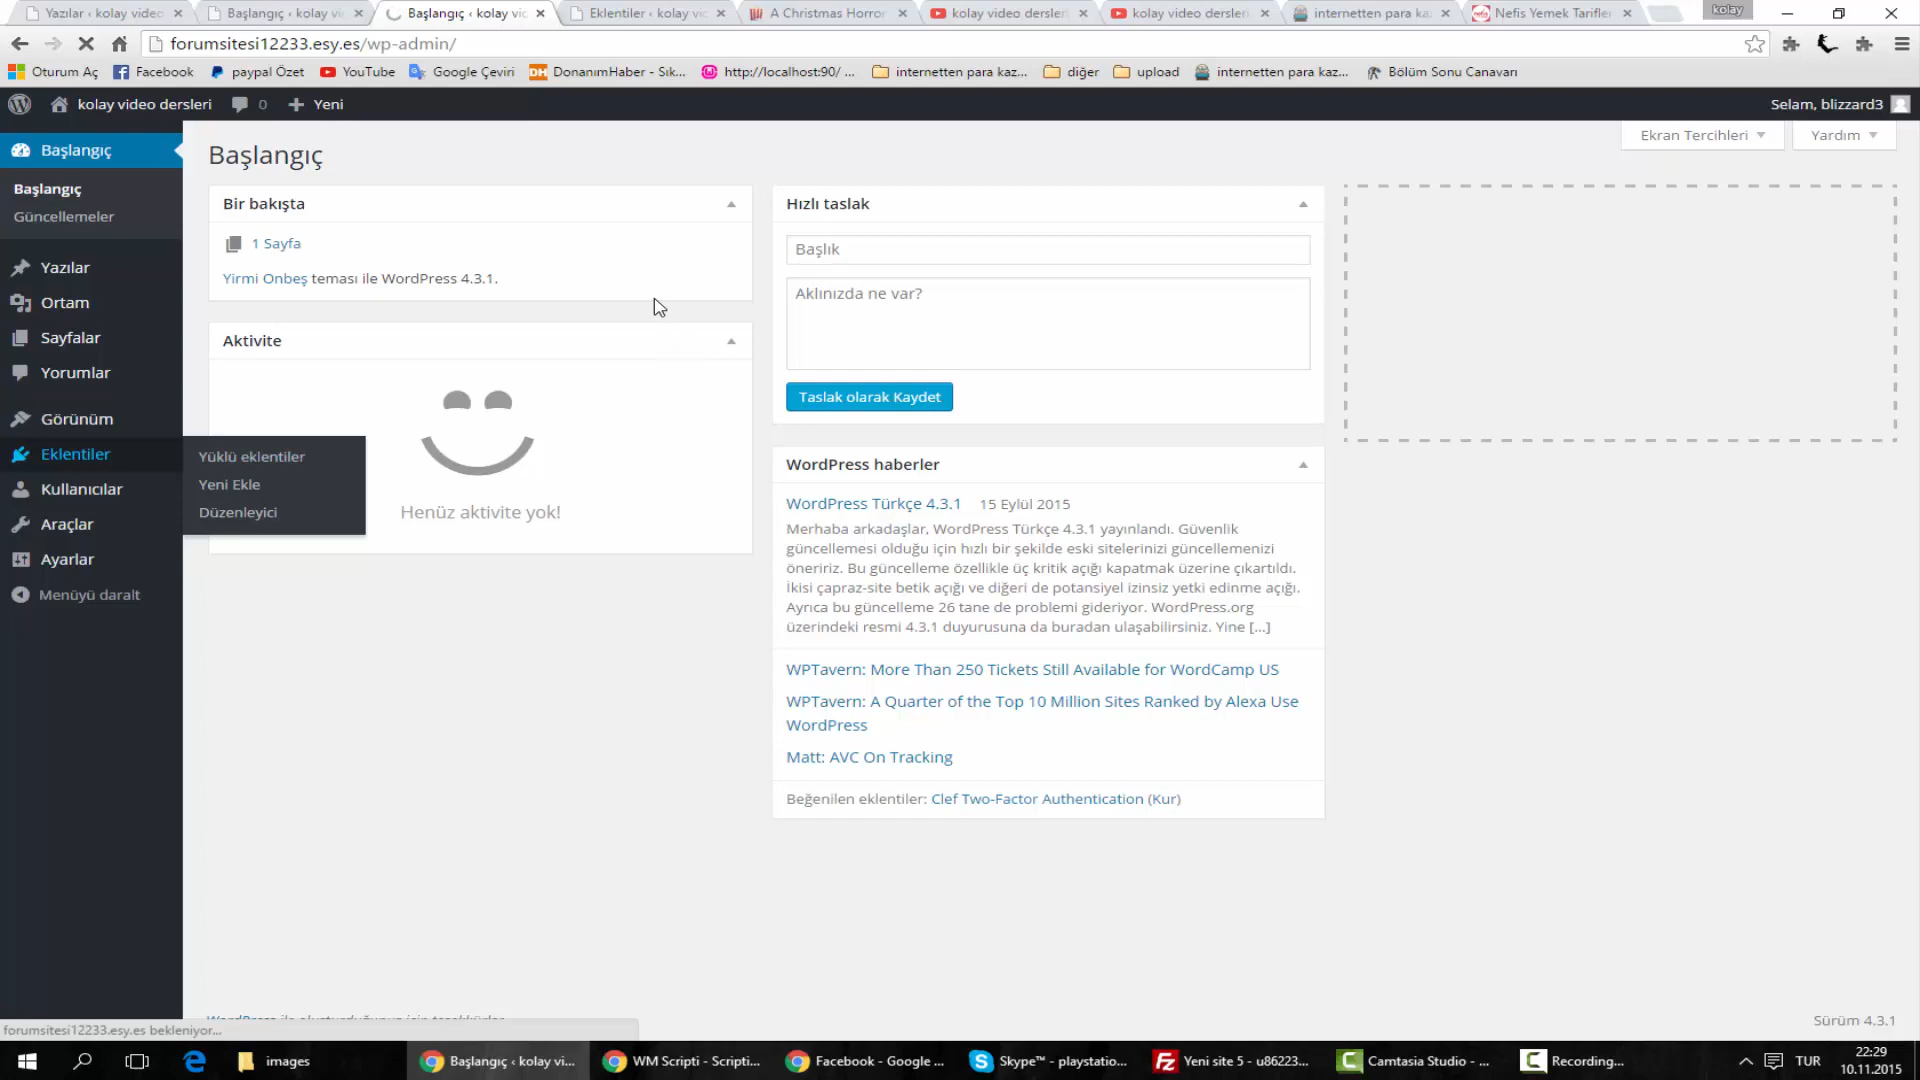 Yazılar ‹ kolay video
Başlangıç ‹ kolay vi
Başlangıç ‹ kolay vi
Eklentiler ‹ kolay vi
A Christmas Horror
kolay video dersleri
kolay video dersleri
internetten para ka
Nefis Yemek Tarifler
kolay
forumsitesi12233.esy.es/wp-admin/
Oturum Aç
Facebook
paypal Özet
YouTube
Google Çeviri
DH DonanımHaber - Sık...
http://localhost:90/ ...
internetten para kaz...
diğer
upload
internetten para kaz...
Bölüm Sonu Canavarı
kolay video dersleri
0
Yeni
Selam, blizzard3
Ekran Tercihleri
Yardım
Başlangıç
Başlangıç
Güncellemeler
Yazılar
Ortam
Sayfalar
Yorumlar
Görünüm
Eklentiler
Kullanıcılar
Araçlar
Ayarlar
Menüyü daralt
Yüklü eklentiler
Yeni Ekle
Düzenleyici
Başlangıç
Bir bakışta
1 Sayfa
Yirmi Onbeş teması ile WordPress 4.3.1.
Aktivite
Henüz aktivite yok!
Hızlı taslak
Başlık
Aklınızda ne var?
Taslak olarak Kaydet
WordPress haberler
WordPress Türkçe 4.3.1 15 Eylül 2015
Merhaba arkadaşlar, WordPress Türkçe 4.3.1 yayınlandı. Güvenlik
güncellemesi olduğu için hızlı bir şekilde eski sitelerinizi güncellemenizi
öneririz. Bu güncelleme özellikle üç kritik açığı kapatmak üzerine çıkartıldı.
İkisi çapraz-site betik açığı ve diğeri de potansiyel izinsiz yetki edinme açığı.
Ayrıca bu güncelleme 26 tane de problemi gideriyor. WordPress.org
üzerindeki resmi 4.3.1 duyurusuna da buradan ulaşabilirsiniz. Yine [...]
WPTavern: More Than 250 Tickets Still Available for WordCamp US
WPTavern: A Quarter of the Top 10 Million Sites Ranked by Alexa Use
WordPress
Matt: AVC On Tracking
Beğenilen eklentiler: Clef Two-Factor Authentication (Kur)
Sürüm 4.3.1
forumsitesi12233.esy.es bekleniyor...
images
Başlangıç ‹ kolay vi...
WM Scripti - Scripti...
Facebook - Google ...
Skype™ - playstatio...
Yeni site 5 - u86223...
Camtasia Studio - ...
Recording...
TUR
22:29
10.11.2015